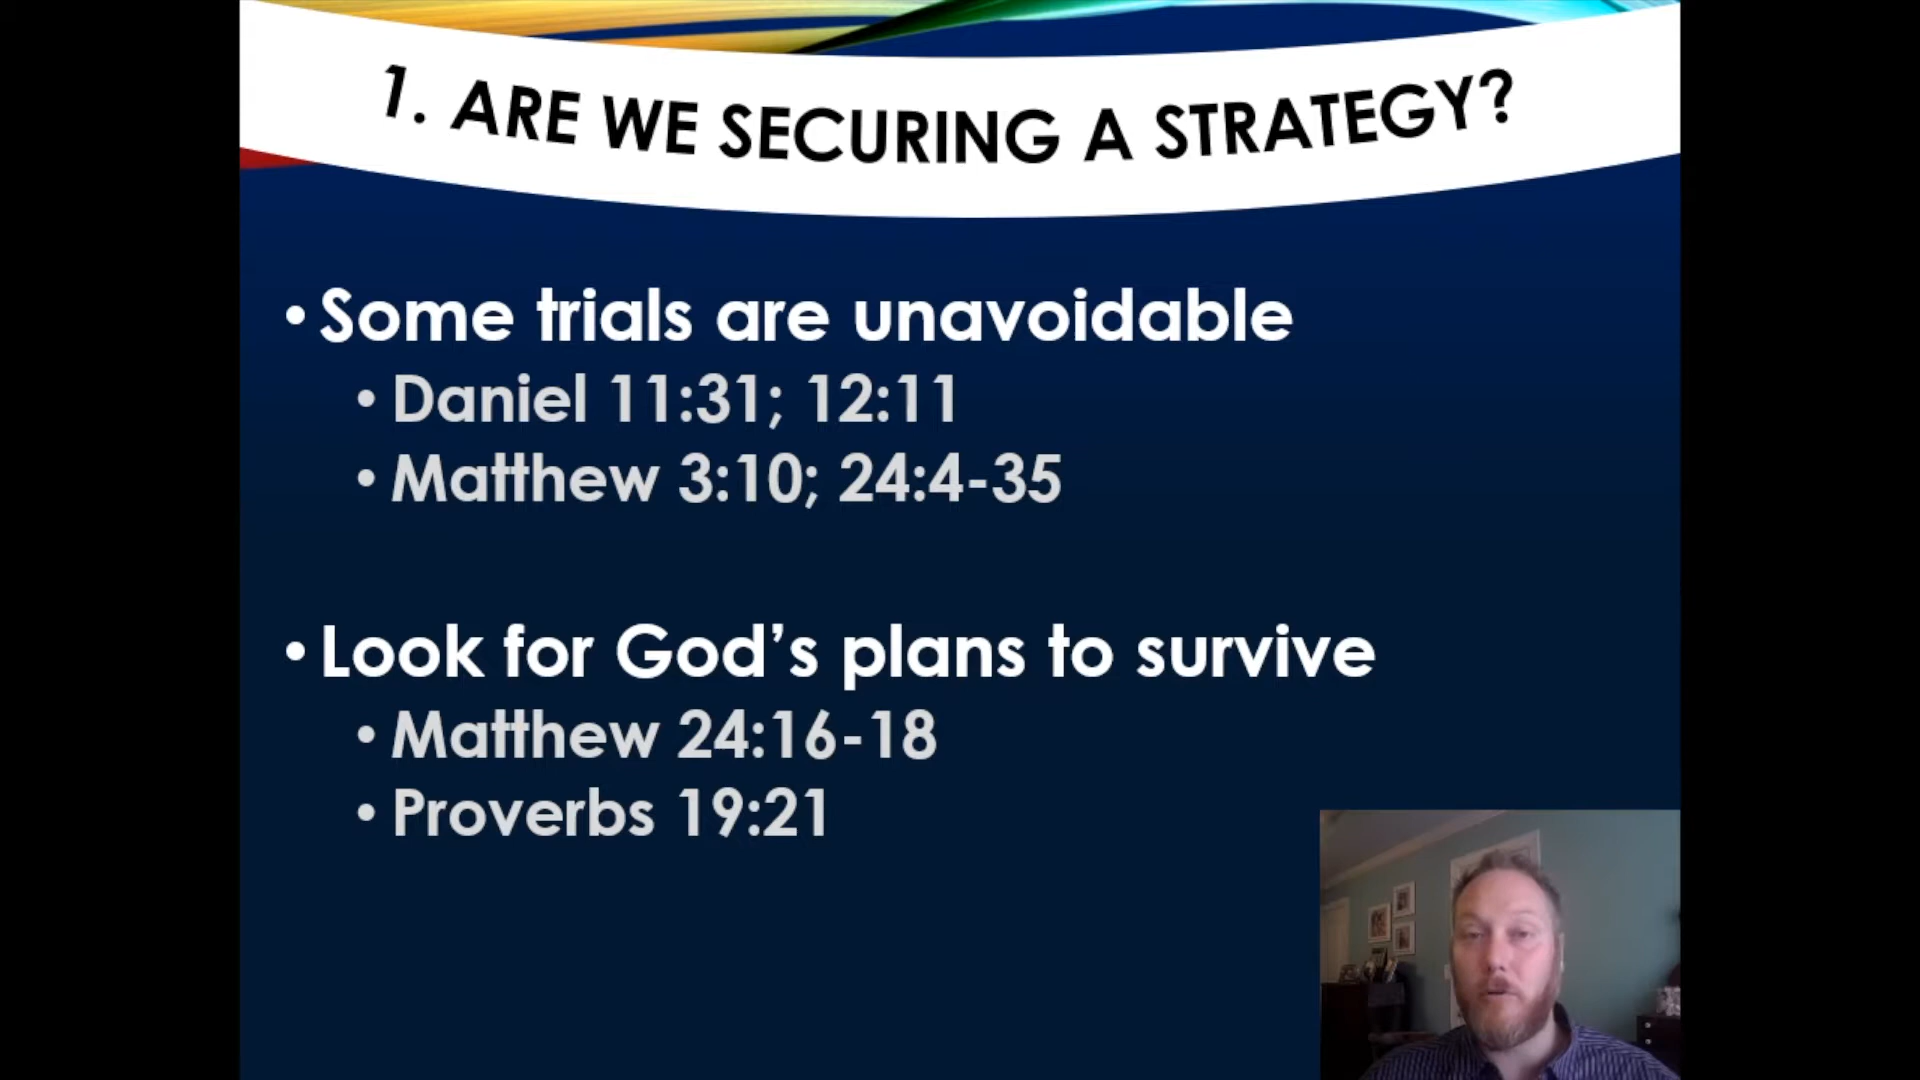 1. ARE WE SECURING A STRATEGY?
• Some trials are unavoidable
• Daniel 11:31; 12:11
• Matthew 3:10; 24:4-35
• Look for God's plans to survive
• Matthew 24:16-18
• Proverbs 19:21